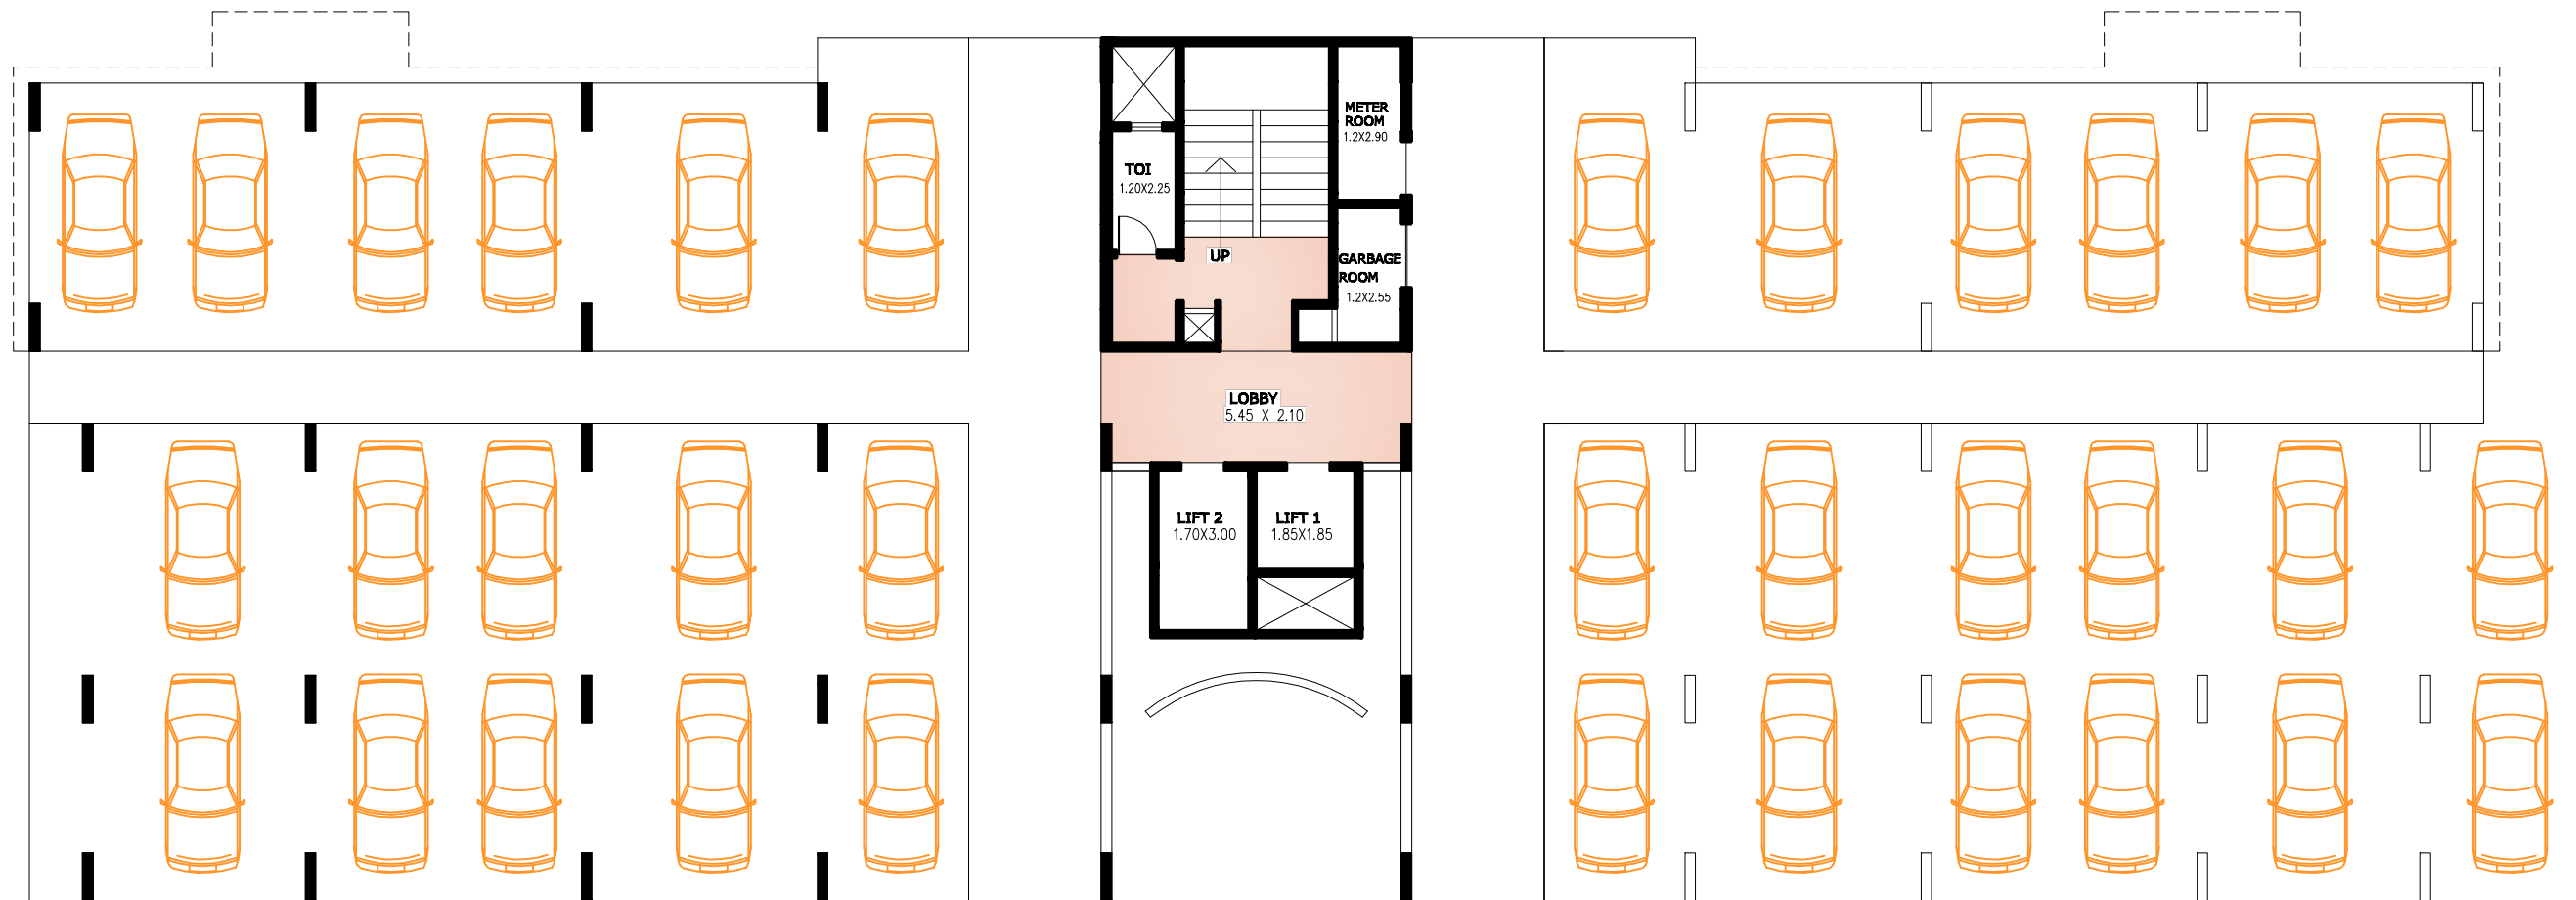 METER
ROOM
1.2X2.90
TOI
1.20X2.25
UP
GARBAGE
ROOM
1.2X2.55
LOBBY
5.45 X 2.10
LIFT 2
1.70X3.00
LIFT 1
1.85X1.85